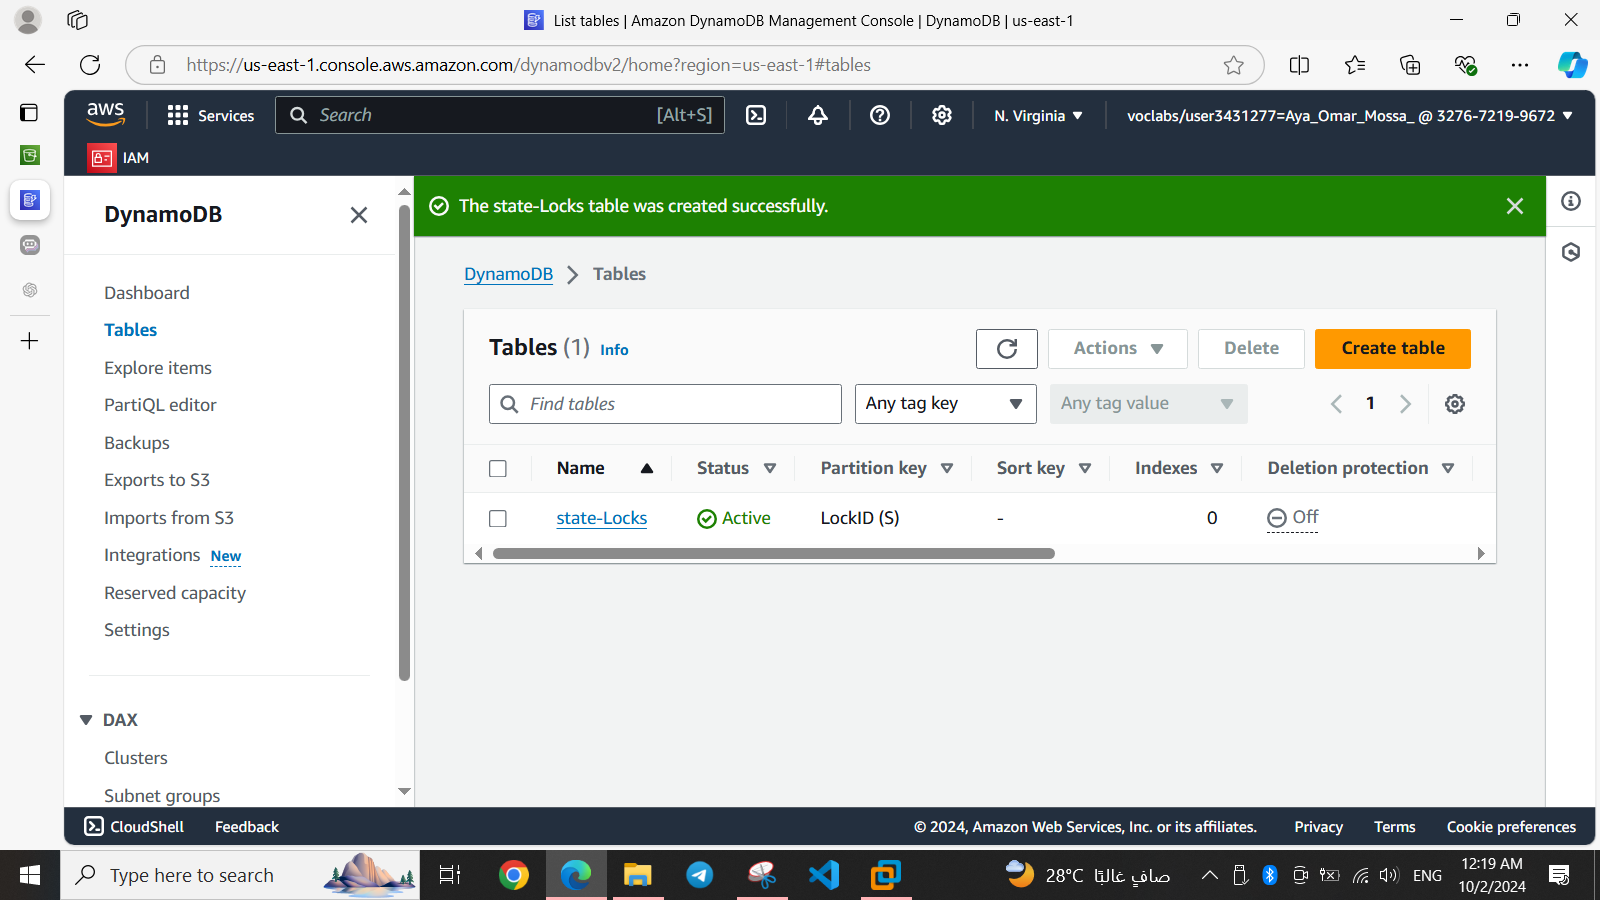 List tables | Amazon DynamoDB Management Console | DynamoDB | us-east-1
https://us-east-1.console.aws.amazon.com/dynamodbv2/home?region=us-east-1#tables
aws
Services
Search
[Alt+S]
N. Virginia
voclabs/user3431277=Aya_Omar_Mossa_ @ 3276-7219-9672
IAM
DynamoDB
Dashboard
Tables
Explore items
PartiQL editor
Backups
Exports to S3
Imports from S3
Integrations New
Reserved capacity
Settings
DAX
Clusters
Subnet groups
The state-Locks table was created successfully.
DynamoDB
Tables
Tables (1) Info
Actions
Delete
Create table
Find tables
Any tag key
Any tag value
1
Name
Status
Partition key
Sort key
Indexes
Deletion protection
state-Locks
Active
LockID (S)
-
0
Off
CloudShell
Feedback
© 2024, Amazon Web Services, Inc. or its affiliates.
Privacy
Terms
Cookie preferences
Type here to search
28°C صافٍ غالبًا
ENG
12:19 AM
10/2/2024